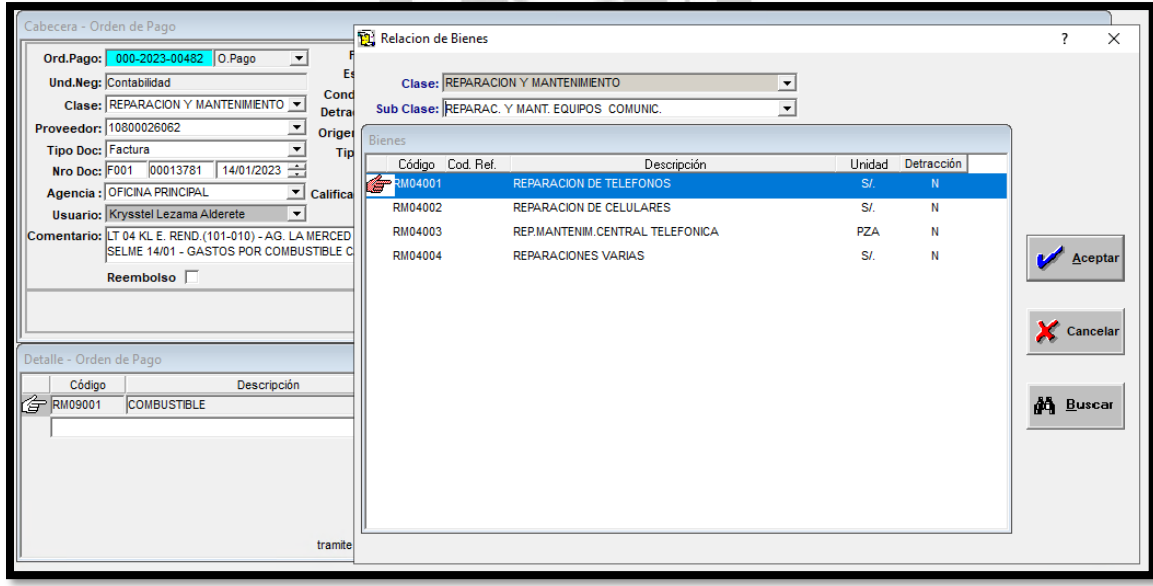 Cabecera - Orden de Pago
Ord.Pago: 000-2023-00482 O.Pago
Und.Neg: Contabilidad
Clase: REPARACION Y MANTENIMIENTO
Proveedor: 10800026062
Tipo Doc: Factura
Nro Doc: F001 00013781 14/01/2023
Agencia : OFICINA PRINCIPAL
Usuario: Krysstel Lezama Alderete
Comentario: LT 04 KL E. REND.(101-010) - AG. LA MERCED
SELME 14/01 - GASTOS POR COMBUSTIBLE C
Reembolso
F
Es
Cond
Detra
Origen
Tip
Califica
Detalle - Orden de Pago
Código Descripción
RM09001 COMBUSTIBLE
tramite
Relacion de Bienes ? X
Clase: REPARACION Y MANTENIMIENTO
Sub Clase: REPARAC. Y MANT. EQUIPOS COMUNIC.
Bienes
Código Cod. Ref. Descripción Unidad Detracción
RM04001 REPARACION DE TELEFONOS S/. N
RM04002 REPARACION DE CELULARES S/. N
RM04003 REP.MANTENIM.CENTRAL TELEFONICA PZA N
RM04004 REPARACIONES VARIAS S/. N
Aceptar
Cancelar
Buscar